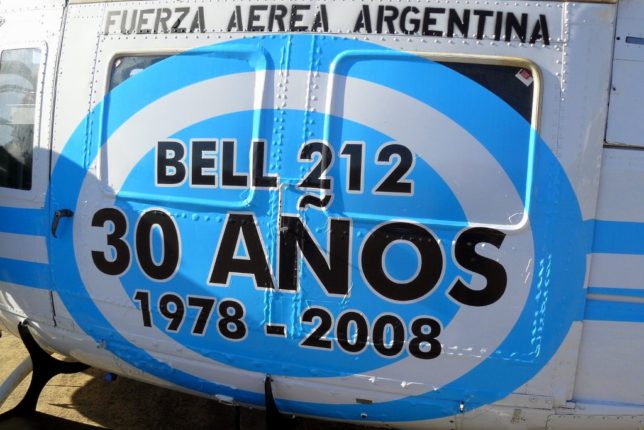 FUERZA AEREA ARGENTINA
BELL 212
30 AÑOS
1978 - 2008